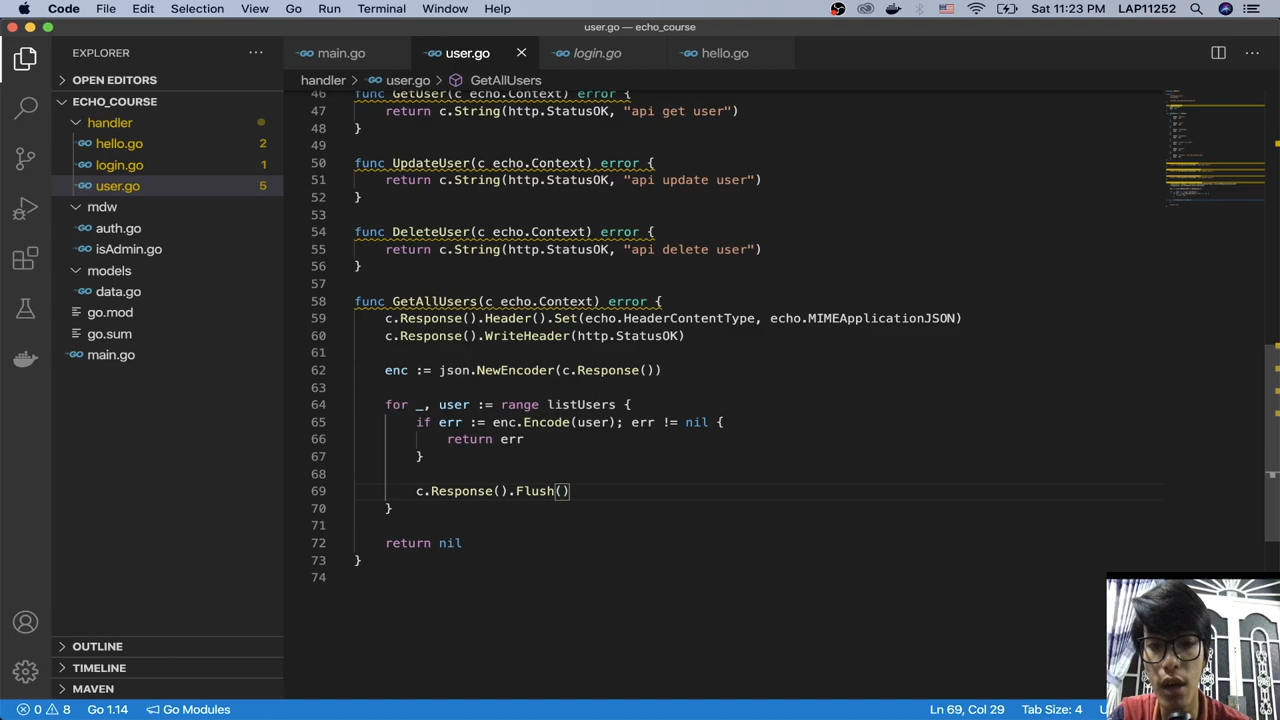 Code File Edit Selection View Go Run Terminal Window Help Sat 11:23 PM LAP11252
user.go — echo_course
EXPLORER
main.go user.go login.go hello.go
handler > user.go > GetAllUsers
OPEN EDITORS
ECHO_COURSE
handler
hello.go 2
login.go 1
user.go 5
mdw
auth.go
isAdmin.go
models
data.go
go.mod
go.sum
main.go
OUTLINE
TIMELINE
MAVEN
46 func GetUser(c echo.Context) error {
47 return c.String(http.StatusOK, "api get user")
48 }
49
50 func UpdateUser(c echo.Context) error {
51 return c.String(http.StatusOK, "api update user")
52 }
53
54 func DeleteUser(c echo.Context) error {
55 return c.String(http.StatusOK, "api delete user")
56 }
57
58 func GetAllUsers(c echo.Context) error {
59 c.Response().Header().Set(echo.HeaderContentType, echo.MIMEApplicationJSON)
60 c.Response().WriteHeader(http.StatusOK)
61
62 enc := json.NewEncoder(c.Response())
63
64 for _, user := range listUsers {
65 if err := enc.Encode(user); err != nil {
66 return err
67 }
68
69 c.Response().Flush()
70 }
71
72 return nil
73 }
74
0 8 Go 1.14 Go Modules Ln 69, Col 29 Tab Size: 4